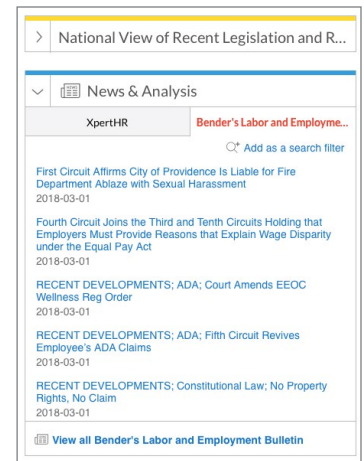 National View of Recent Legislation and R...
News & Analysis
XpertHR
Bender's Labor and Employme...
Add as a search filter
First Circuit Affirms City of Providence Is Liable for Fire
Department Ablaze with Sexual Harassment
2018-03-01
Fourth Circuit Joins the Third and Tenth Circuits Holding that
Employers Must Provide Reasons that Explain Wage Disparity
under the Equal Pay Act
2018-03-01
RECENT DEVELOPMENTS; ADA; Court Amends EEOC
Wellness Reg Order
2018-03-01
RECENT DEVELOPMENTS; ADA; Fifth Circuit Revives
Employee's ADA Claims
2018-03-01
RECENT DEVELOPMENTS; Constitutional Law; No Property
Rights, No Claim
2018-03-01
View all Bender's Labor and Employment Bulletin